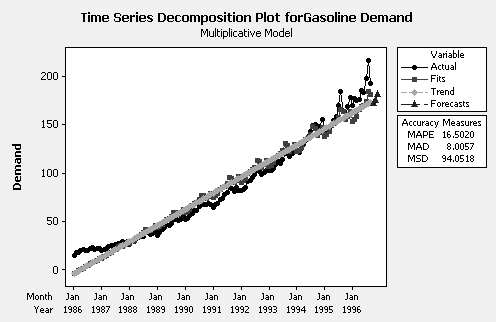 Time Series Decomposition Plot forGasoline Demand
Multiplicative Model
Variable
Actual
Fits
Trend
Forecasts
Accuracy Measures
MAPE 16.5020
MAD 8.0057
MSD 94.0518
Demand
200
150
100
50
0
Month Jan Jan Jan Jan Jan Jan Jan Jan Jan Jan Jan
Year 1986 1987 1988 1989 1990 1991 1992 1993 1994 1995 1996